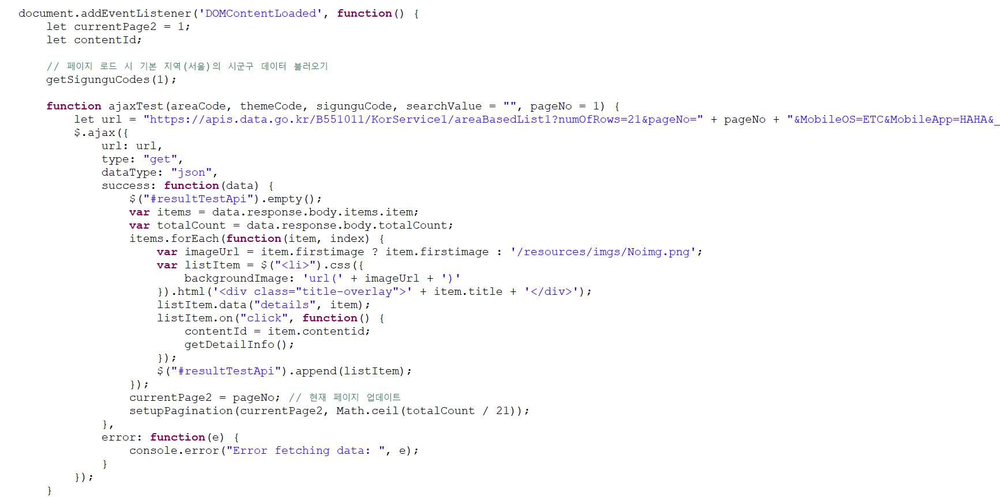 document.addEventListener('DOMContentLoaded', function() {
    let currentPage2 = 1;
    let contentId;

    // 페이지 로드 시 기본 지역(서울)의 시군구 데이터 불러오기
    getSigunguCodes(1);

    function ajaxTest(areaCode, themeCode, sigunguCode, searchValue = "", pageNo = 1) {
        let url = "https://apis.data.go.kr/B551011/KorService1/areaBasedList1?numOfRows=21&pageNo=" + pageNo + "&MobileOS=ETC&MobileApp=HAHA&_
        $.ajax({
            url: url,
            type: "get",
            dataType: "json",
            success: function(data) {
                $("#resultTestApi").empty();
                var items = data.response.body.items.item;
                var totalCount = data.response.body.totalCount;
                items.forEach(function(item, index) {
                    var imageUrl = item.firstimage ? item.firstimage : '/resources/imgs/Noimg.png';
                    var listItem = $("<li>").css({
                        backgroundImage: 'url(' + imageUrl + ')'
                    }).html('<div class="title-overlay">' + item.title + '</div>');
                    listItem.data("details", item);
                    listItem.on("click", function() {
                        contentId = item.contentid;
                        getDetailInfo();
                    });
                    $("#resultTestApi").append(listItem);
                });
                currentPage2 = pageNo; // 현재 페이지 업데이트
                setupPagination(currentPage2, Math.ceil(totalCount / 21));
            },
            error: function(e) {
                console.error("Error fetching data: ", e);
            }
        });
    }